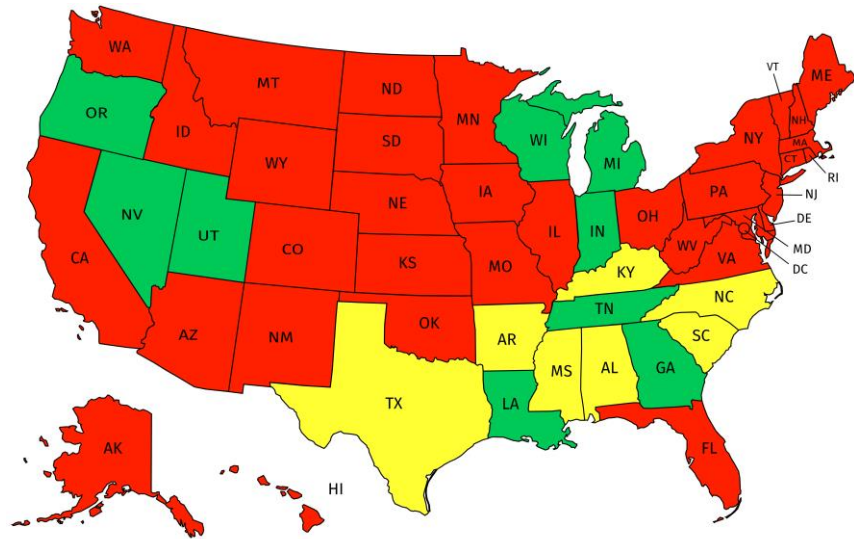 WA
OR
CA
NV
ID
MT
WY
UT
AZ
CO
NM
ND
SD
NE
KS
OK
TX
MN
IA
MO
AR
LA
WI
IL
MI
IN
OH
KY
TN
MS
AL
GA
FL
SC
NC
VA
WV
PA
NY
VT
NH
ME
MA
CT
RI
NJ
DE
MD
DC
AK
HI